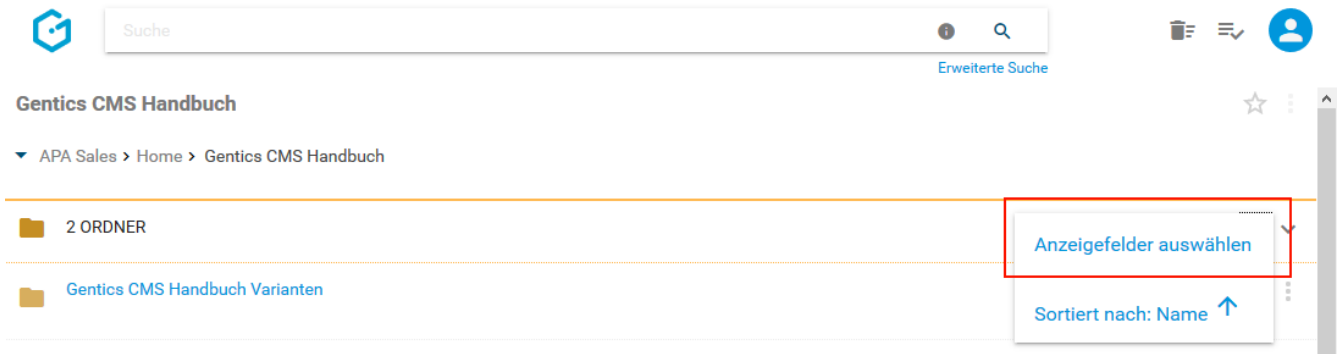 Suche
Erweiterte Suche
Gentics CMS Handbuch
APA Sales > Home > Gentics CMS Handbuch
2 ORDNER
Anzeigefelder auswählen
Gentics CMS Handbuch Varianten
Sortiert nach: Name